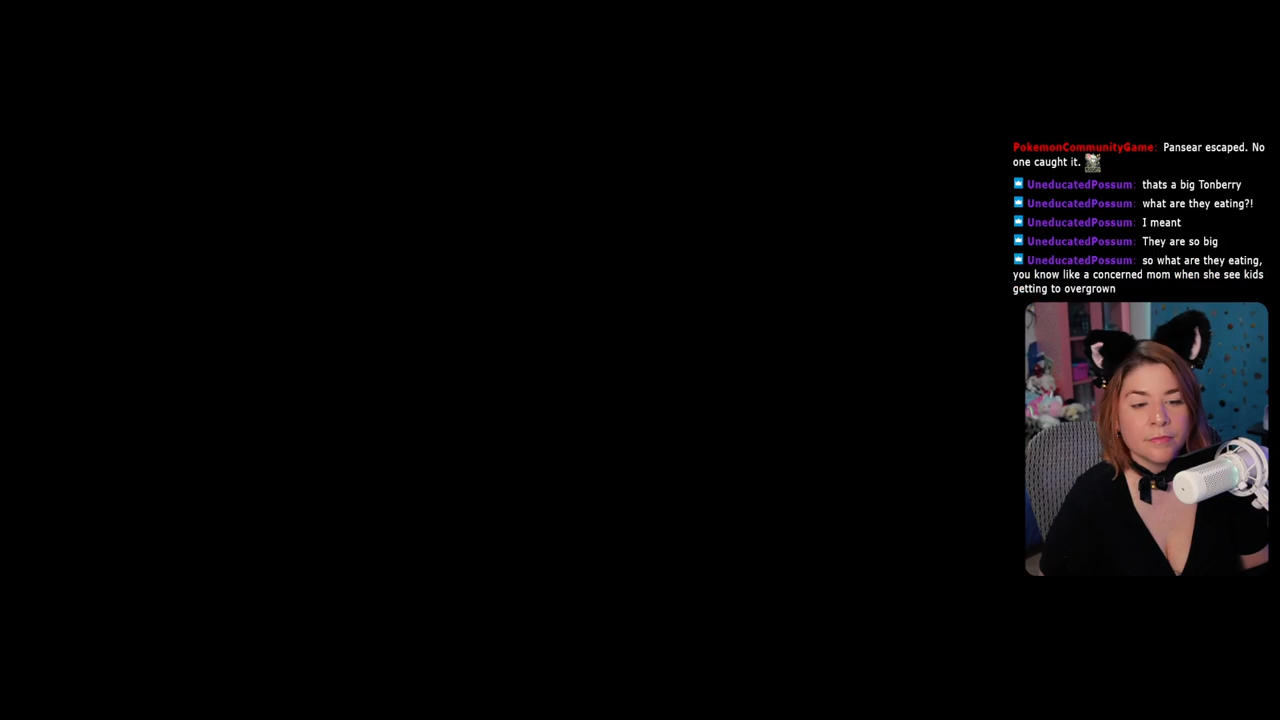 PokemonCommunityGame: Pansear escaped. No
one caught it.
UneducatedPossum: thats a big Tonberry
UneducatedPossum: what are they eating?!
UneducatedPossum: I meant
UneducatedPossum: They are so big
UneducatedPossum: so what are they eating,
you know like a concerned mom when she see kids
getting to overgrown